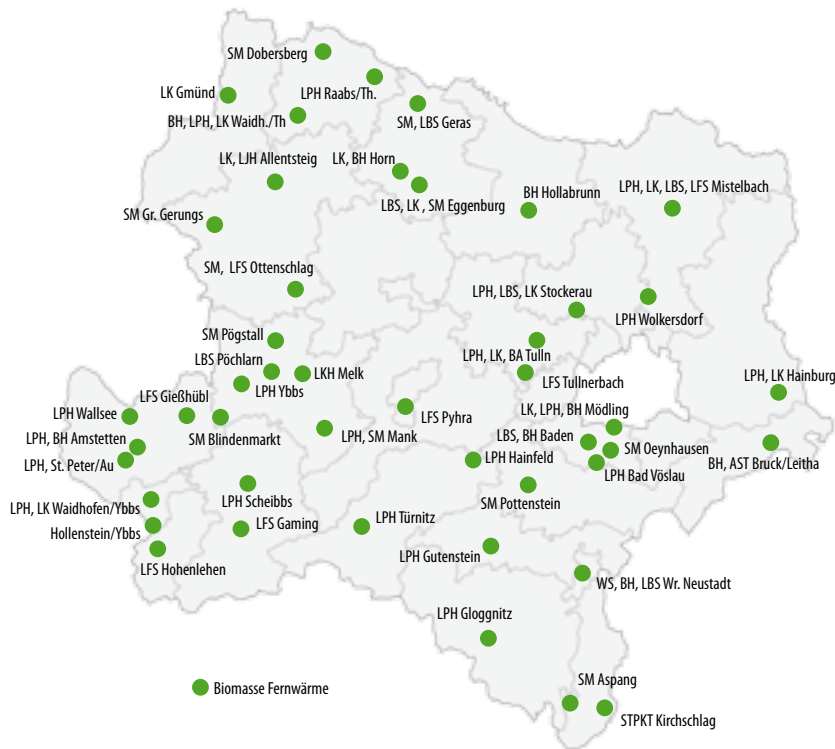 SM Dobersberg
LPH Raabs/Th.
LK Gmünd
SM, LBS Geras
BH, LPH, LK Waidh./Th
LK, LJH Allentsteig
LK, BH Horn
LBS, LK , SM Eggenburg
BH Hollabrunn
LPH, LK, LBS, LFS Mistelbach
SM Gr. Gerungs
SM, LFS Ottenschlag
LPH, LBS, LK Stockerau
LPH Wolkersdorf
SM Pögstall
LBS Pöchlarn
LPH Ybbs
LKH Melk
LPH, LK, BA Tulln
LFS Tullnerbach
LPH, LK Hainburg
LFS Gießhübl
LPH Wallsee
SM Blindenmarkt
LFS Pyhra
LK, LPH, BH Mödling
LPH, BH Amstetten
LPH, SM Mank
LBS, BH Baden
SM Oeynhausen
LPH, St. Peter/Au
LPH Hainfeld
LPH Bad Vöslau
BH, AST Bruck/Leitha
LPH Scheibbs
SM Pottenstein
LPH, LK Waidhofen/Ybbs
Hollenstein/Ybbs
LFS Gaming
LPH Türnitz
LFS Hohenlehen
LPH Gutenstein
WS, BH, LBS Wr. Neustadt
LPH Gloggnitz
Biomasse Fernwärme
SM Aspang
STPKT Kirchschlag